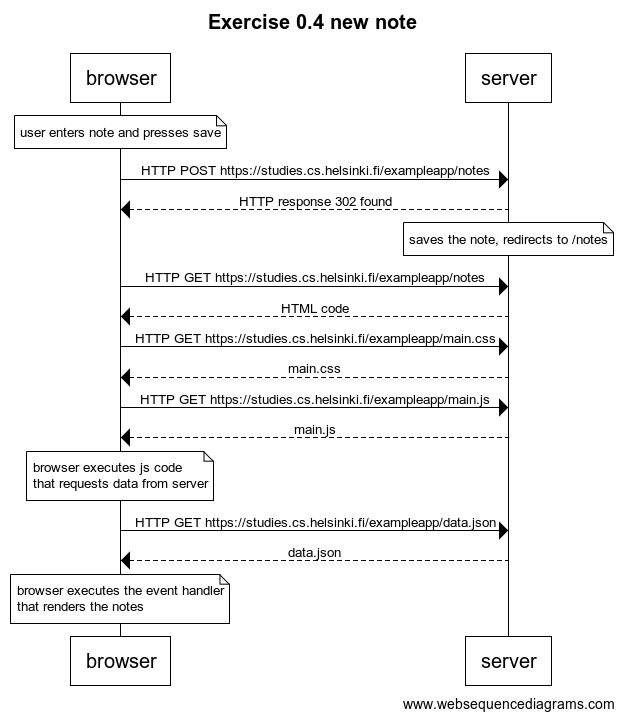 Exercise 0.4 new note
browser
server
user enters note and presses save
HTTP POST https://studies.cs.helsinki.fi/exampleapp/notes
HTTP response 302 found
saves the note, redirects to /notes
HTTP GET https://studies.cs.helsinki.fi/exampleapp/notes
HTML code
HTTP GET https://studies.cs.helsinki.fi/exampleapp/main.css
main.css
HTTP GET https://studies.cs.helsinki.fi/exampleapp/main.js
main.js
browser executes js code
that requests data from server
HTTP GET https://studies.cs.helsinki.fi/exampleapp/data.json
data.json
browser executes the event handler
that renders the notes
browser
server
www.websequencediagrams.com